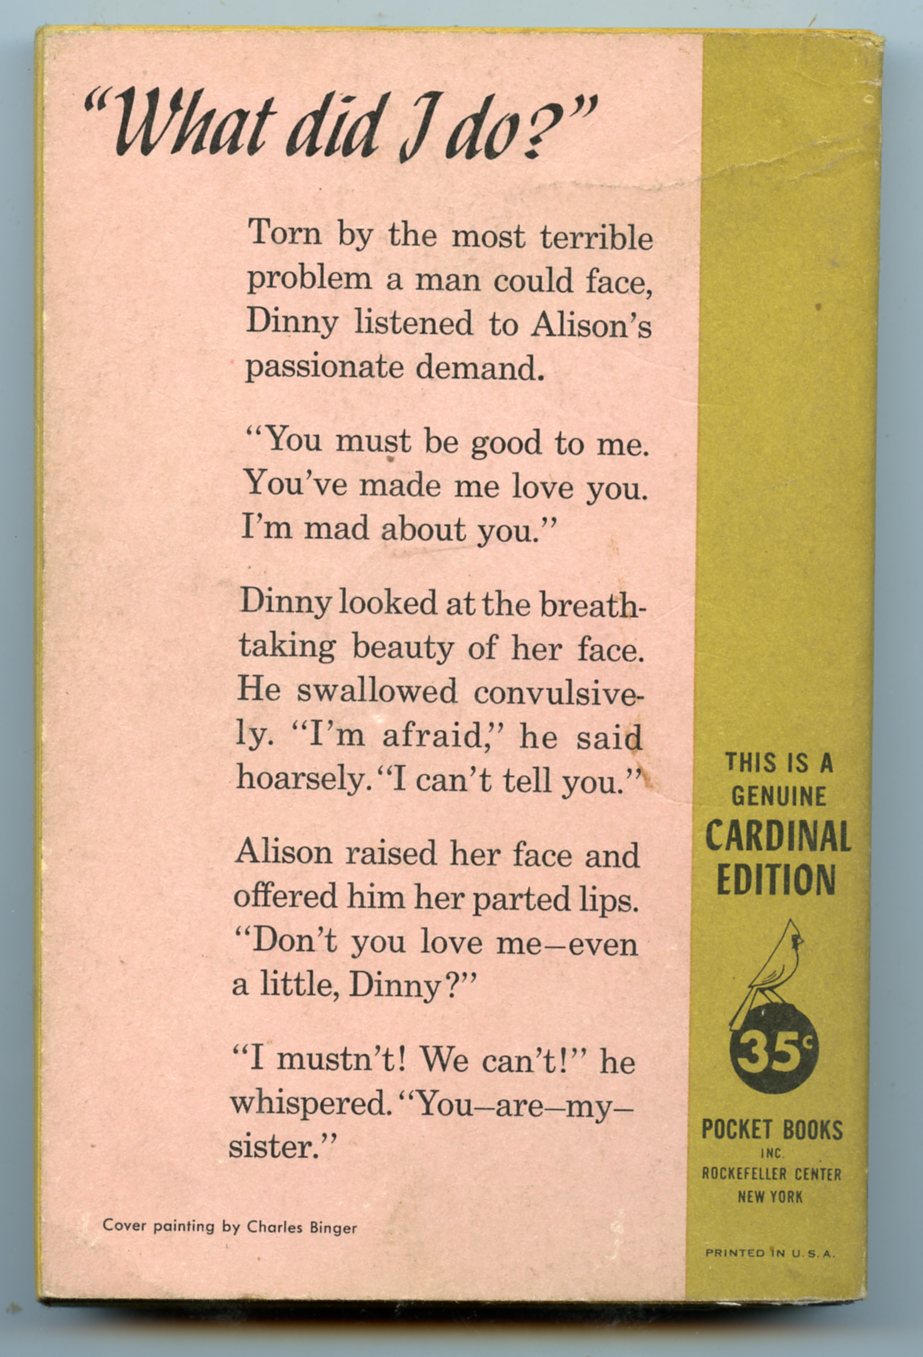 “What did I do?”
Torn by the most terrible
problem a man could face,
Dinny listened to Alison’s
passionate demand.
“You must be good to me.
You’ve made me love you.
I’m mad about you.”
Dinny looked at the breath-
taking beauty of her face.
He swallowed convulsive-
ly. “I’m afraid,” he said
hoarsely. “I can’t tell you.”
Alison raised her face and
offered him her parted lips.
“Don’t you love me—even
a little, Dinny?”
“I mustn’t! We can’t!” he
whispered. “You—are—my—
sister.”
Cover painting by Charles Binger
THIS IS A
GENUINE
CARDINAL
EDITION
35c
POCKET BOOKS
INC.
ROCKEFELLER CENTER
NEW YORK
PRINTED IN U.S.A.